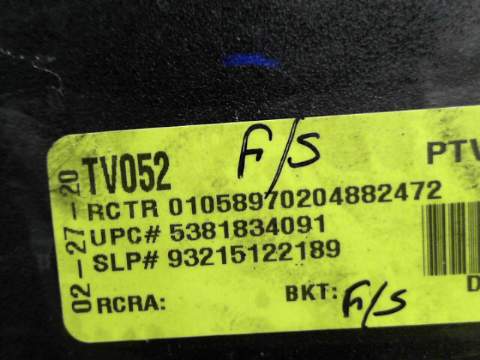 F/S
TV052
PTV
RCTR 01058970204882472
UPC# 5381834091
SLP# 93215122189
RCRA:
BKT: F/S
02-27-20
D